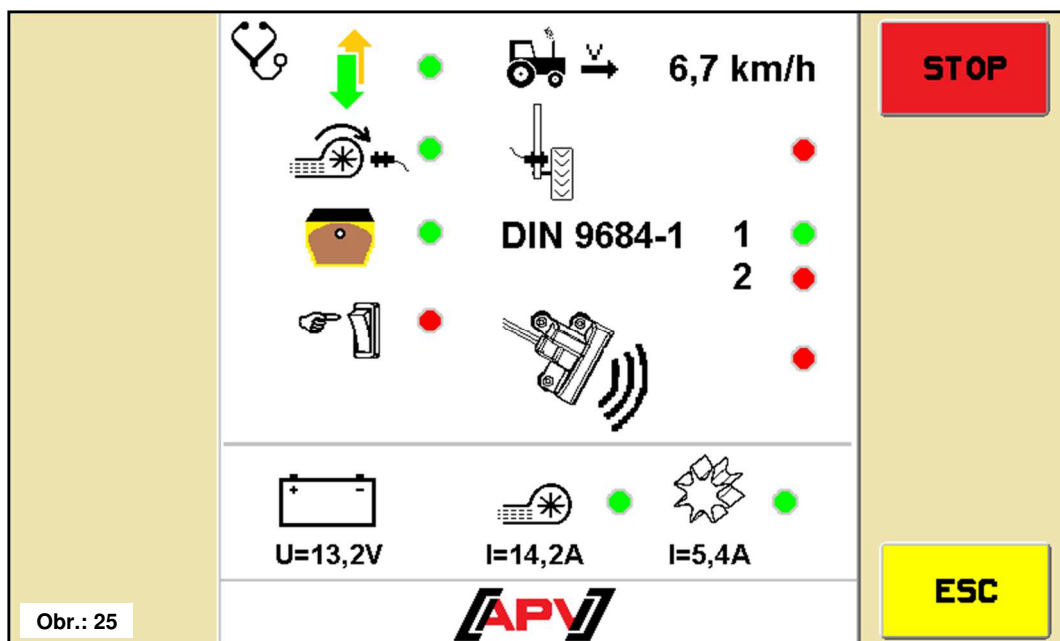 V
6,7 km/h
STOP
DIN 9684-1 1
2
+ -
U=13,2V
I=14,2A
I=5,4A
ESC
APV
Obr.: 25